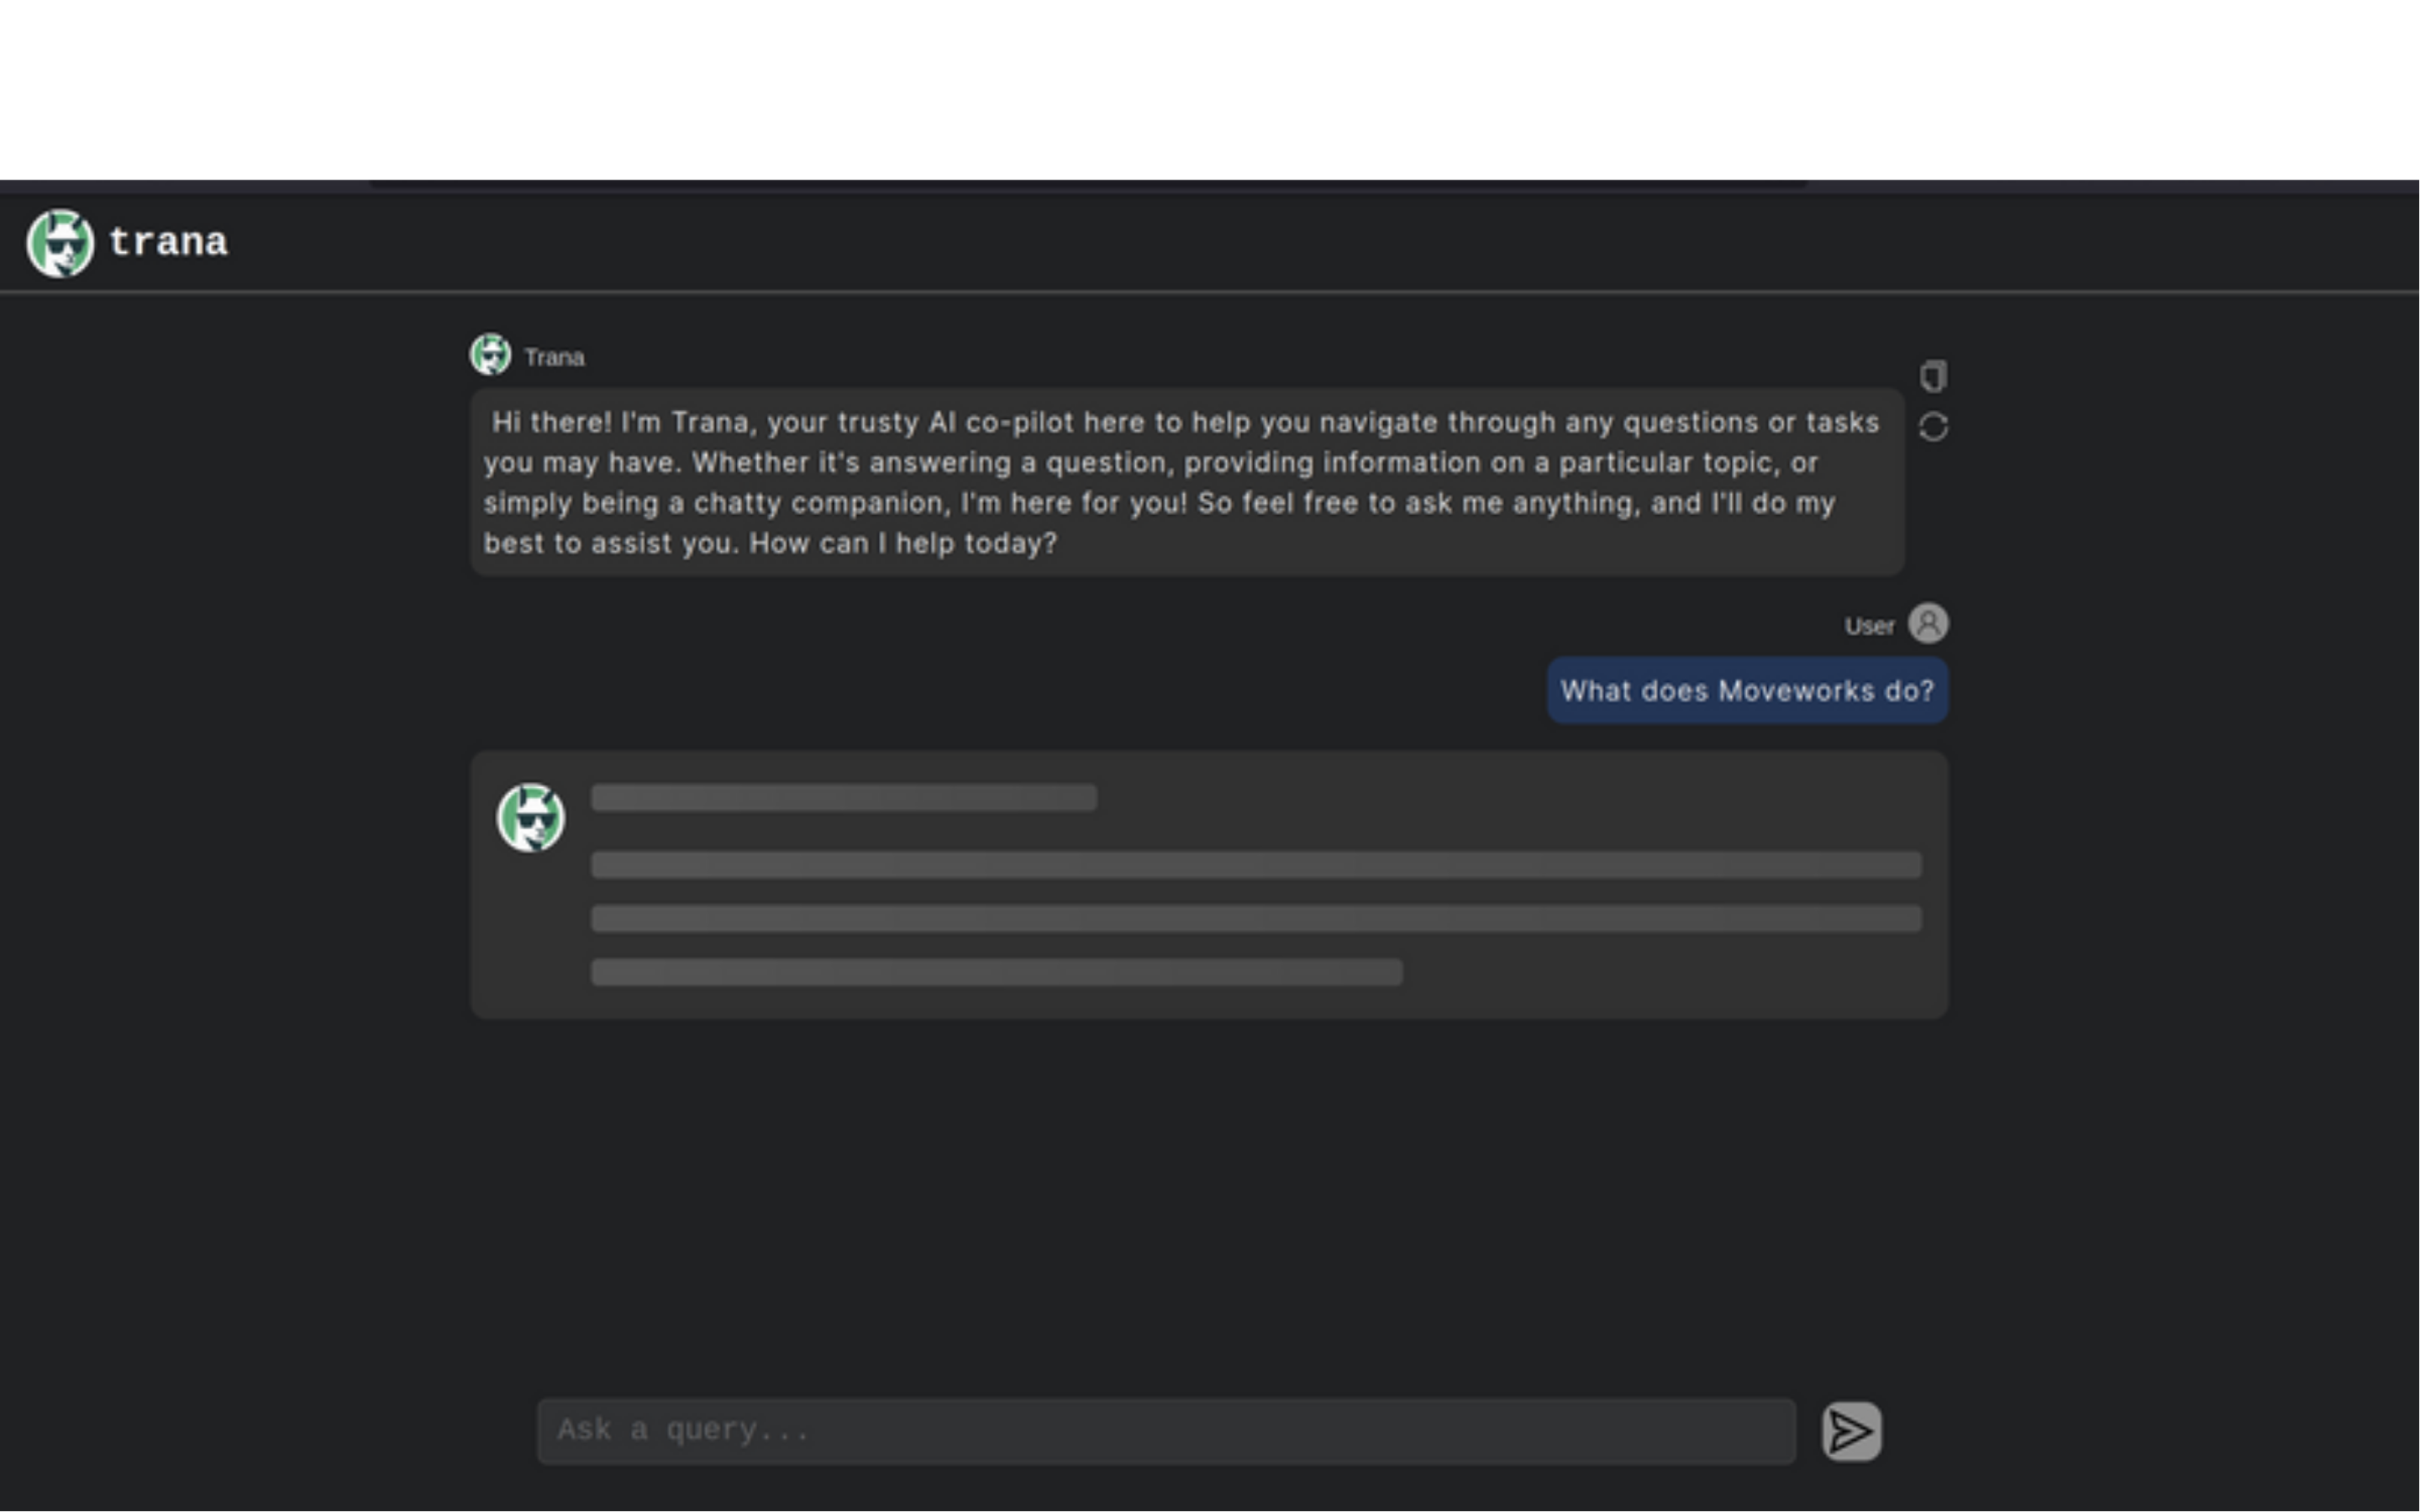 trana
Trana
Hi there! I'm Trana, your trusty AI co-pilot here to help you navigate through any questions or tasks
you may have. Whether it's answering a question, providing information on a particular topic, or
simply being a chatty companion, I'm here for you! So feel free to ask me anything, and I'll do my
best to assist you. How can I help today?
User
What does Moveworks do?
Ask a query...